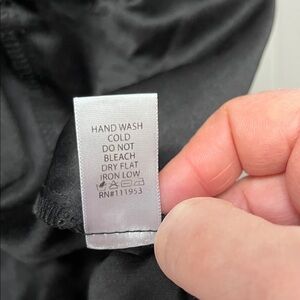 HAND WASH
COLD
DO NOT
BLEACH
DRY FLAT
IRON LOW
RN#111953